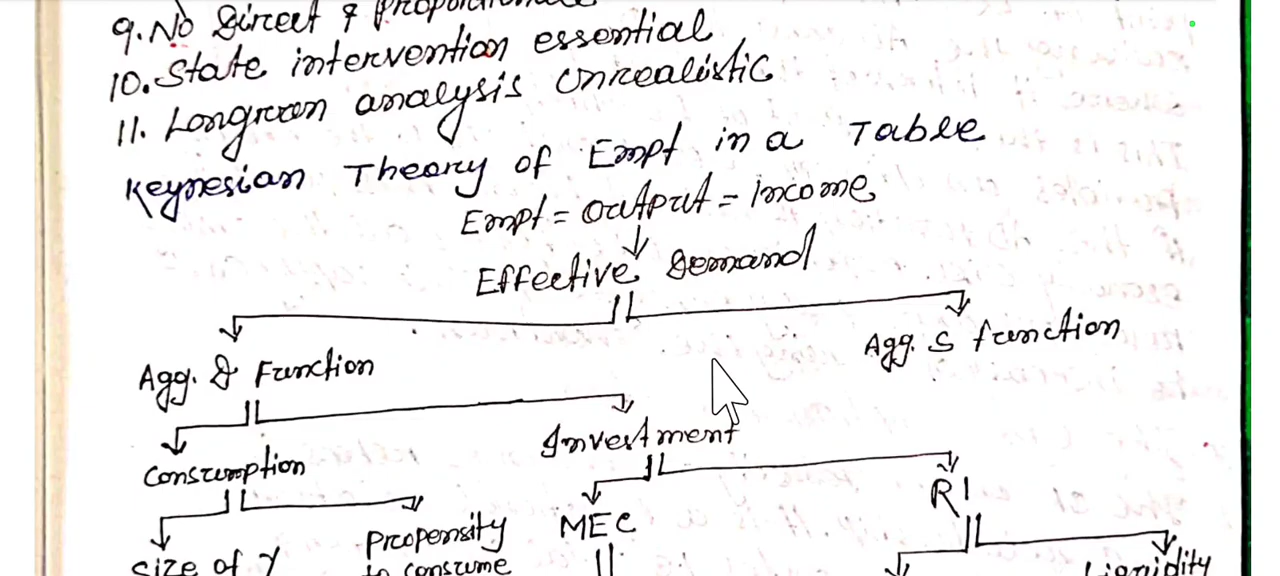 9. No Direct & Proportionate
10. State intervention essential
11. Longrun analysis Unrealistic
Keynesian Theory of Empt in a Table
Empt = Output = Income
Effective Demand
Agg. D Function
Agg. S function
Consumption
Investment
Size of Y
Propensity
to consume
MEC
RI
Liquidity